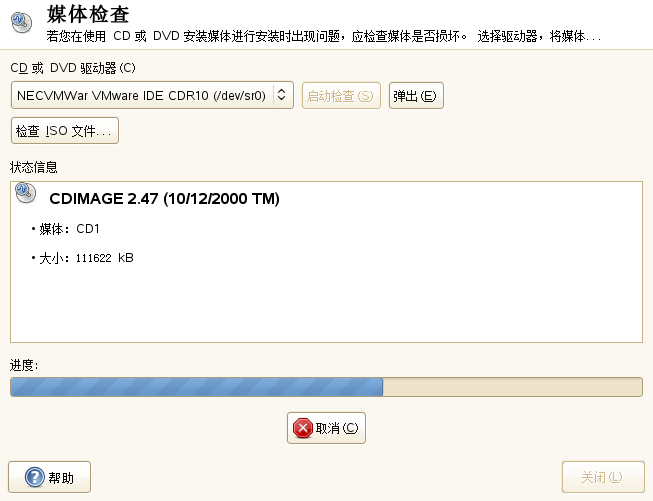 媒体检查
若您在使用 CD 或 DVD 安装媒体进行安装时出现问题，应检查媒体是否损坏。 选择驱动器，将媒体...
CD 或 DVD 驱动器(C)
NECVMWar VMware IDE CDR10 (/dev/sr0) 启动检查(S) 弹出(E)
检查 ISO 文件...
状态信息
CDIMAGE 2.47 (10/12/2000 TM)
• 媒体：CD1
• 大小：111622 kB
进度:
取消(C)
帮助 关闭(L)